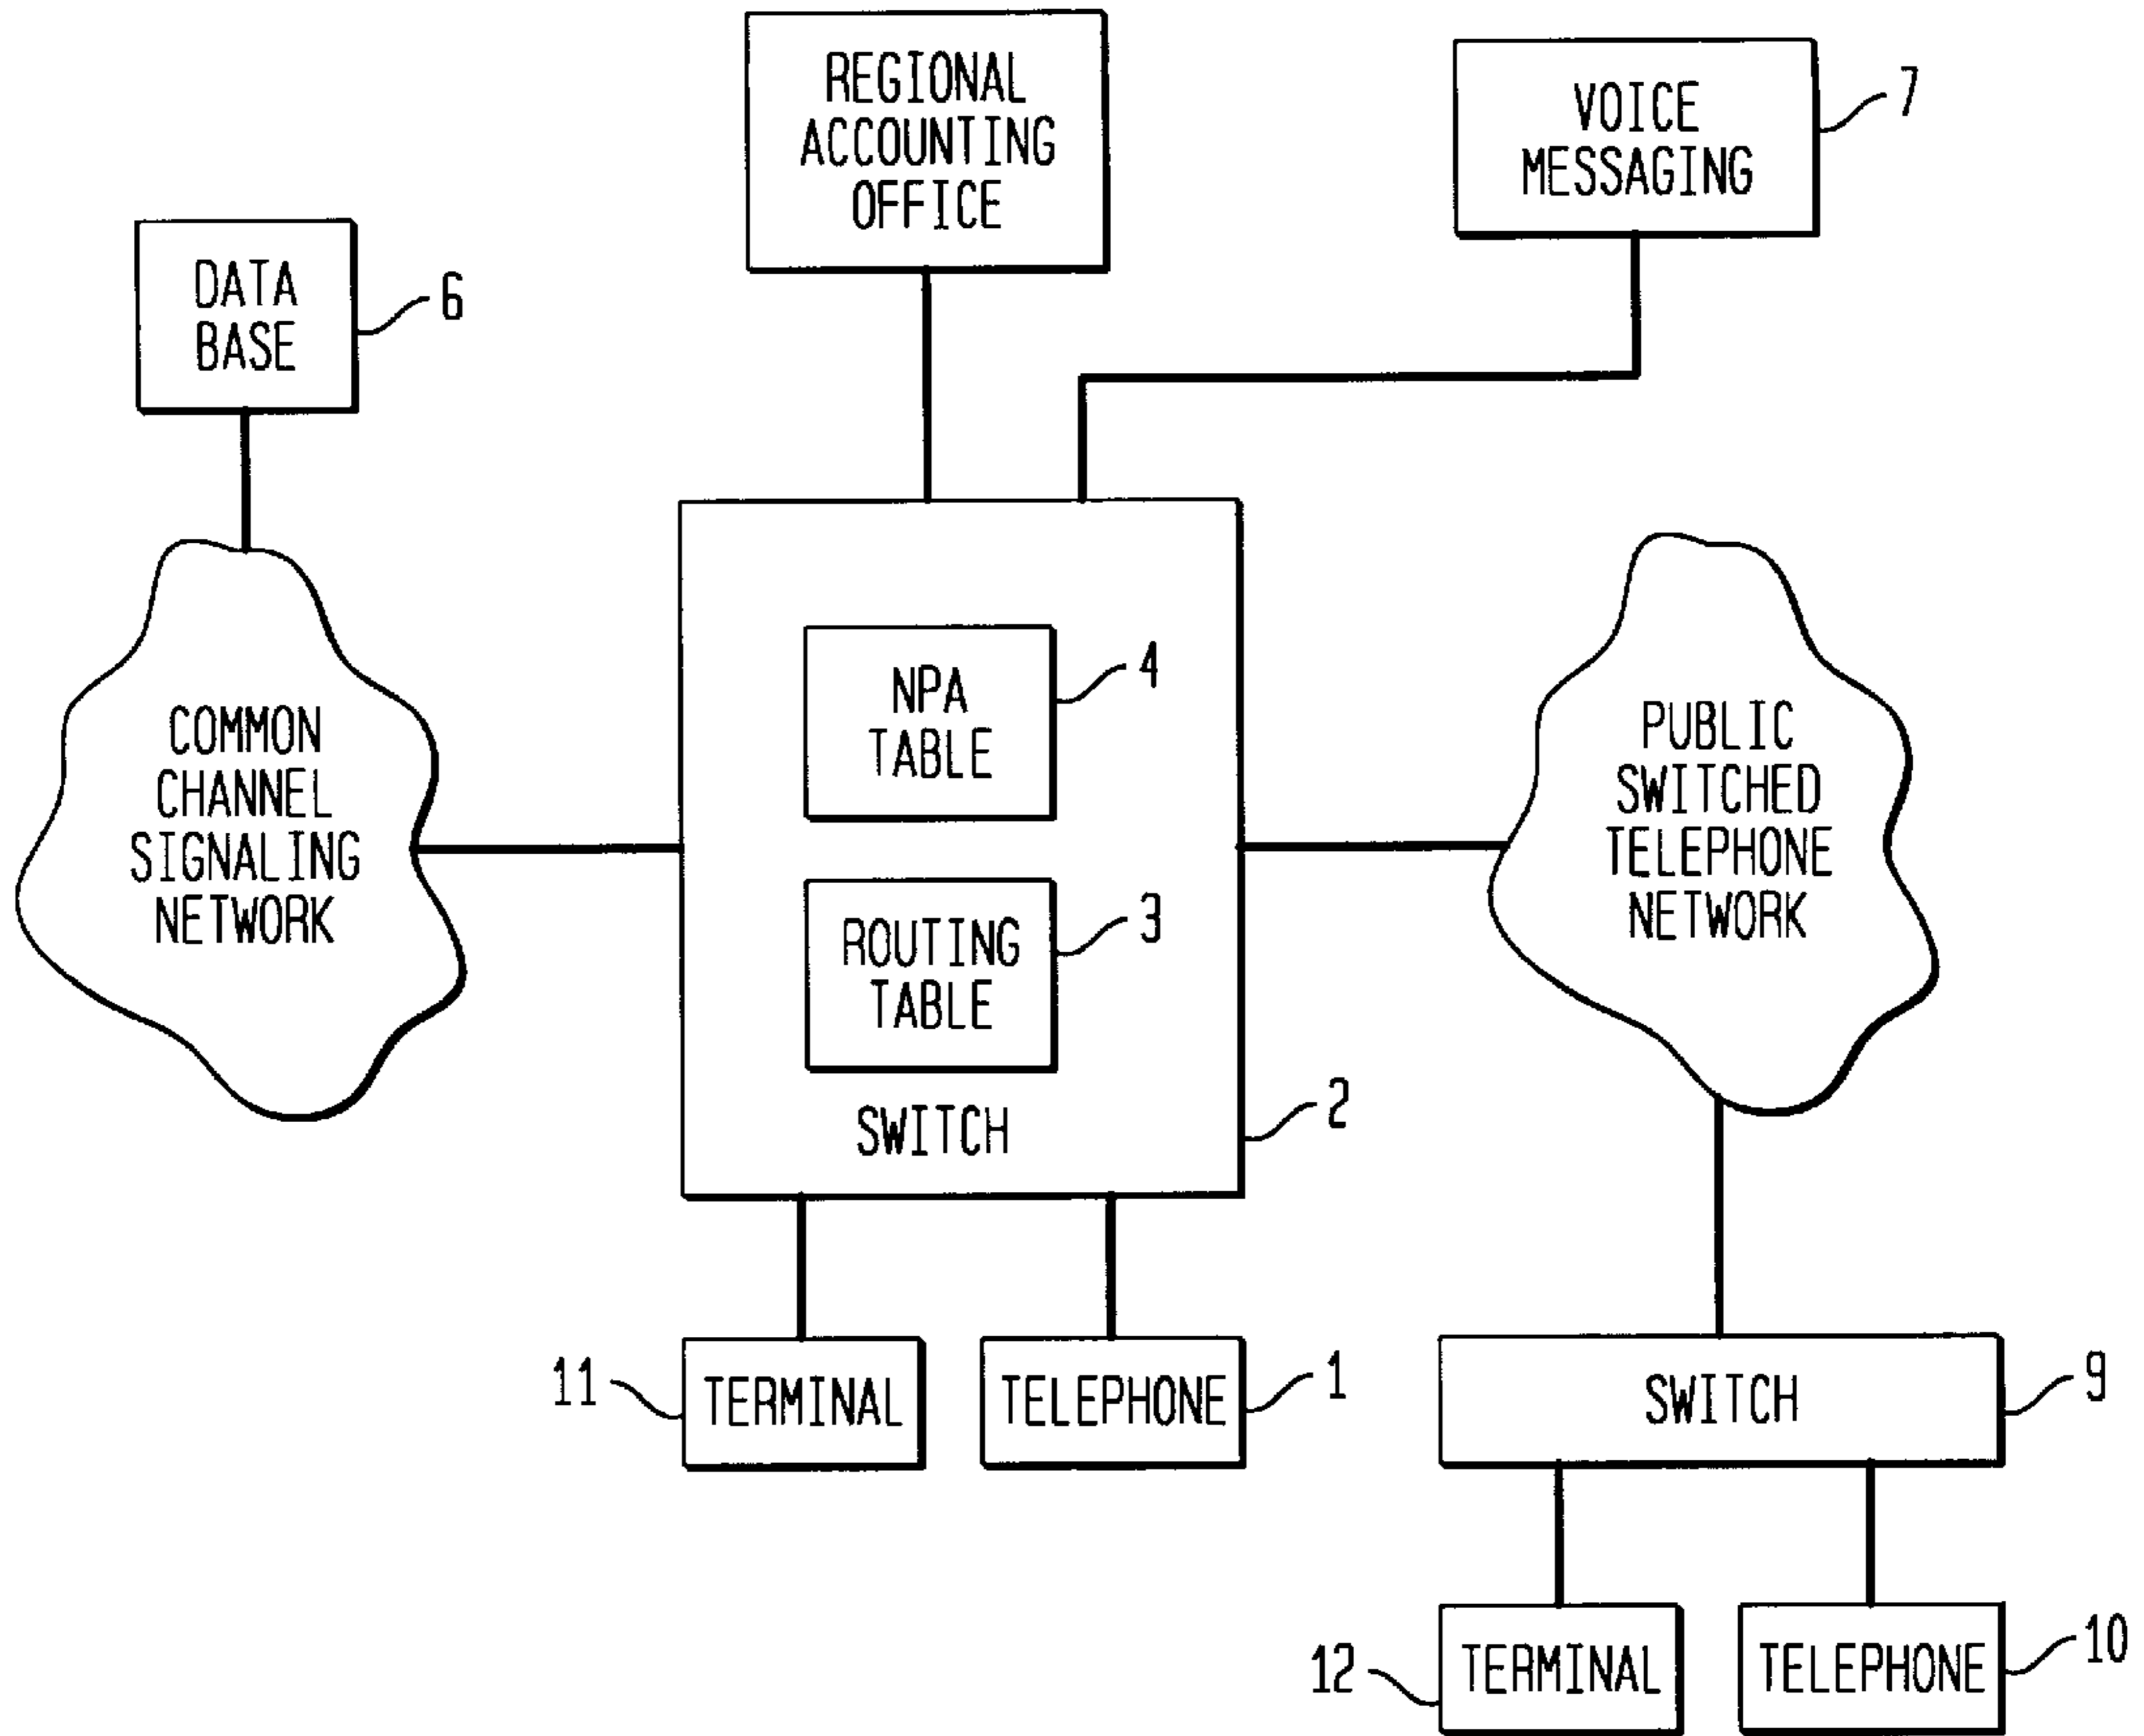 REGIONAL
ACCOUNTING
OFFICE
VOICE
MESSAGING
7
DATA
BASE
6
COMMON
CHANNEL
SIGNALING
NETWORK
NPA
TABLE
4
ROUTING
TABLE
3
SWITCH
2
PUBLIC
SWITCHED
TELEPHONE
NETWORK
11
TERMINAL
TELEPHONE
1
SWITCH
9
12
TERMINAL
TELEPHONE
10